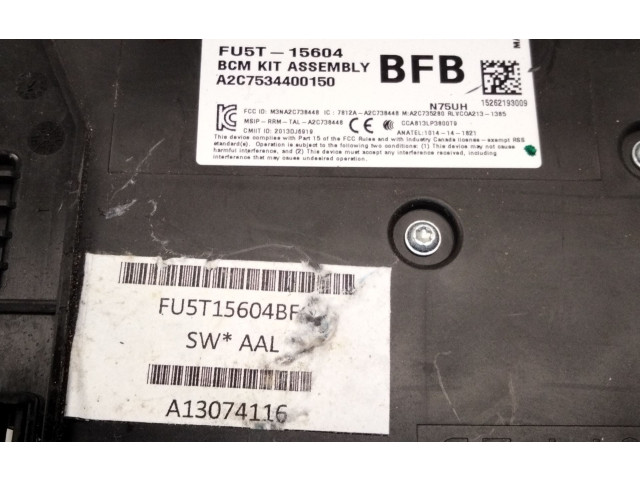 FU5T-15604
BCM KIT ASSEMBLY
A2C7534400150
BFB
N75UH
15262193009
FCC ID: M3NA2C738448 IC: 7812A-A2C738448 M:A2C735280 RLVCOA213-1385
MSIP-RRM-TAL-A2C738448 CCAB13LP3800T9
CMIIT ID: 2013DJ6919 ANATEL:1014-14-1821
This device complies with Part 15 of the FCC Rules and with Industry Canada licence-exempt RSS
standard(s). Operation is subject to the following two conditions: (1) This device may not cause
harmful interference, and (2) This device must accept any interference received, including
interference that may cause undesired operation.
FU5T15604BF
SW* AAL
A13074116